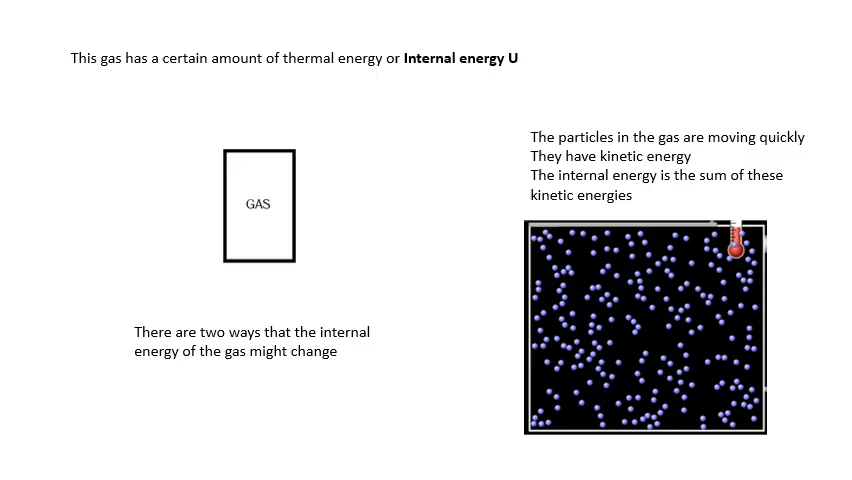 This gas has a certain amount of thermal energy or Internal energy U
The particles in the gas are moving quickly
They have kinetic energy
The internal energy is the sum of these
kinetic energies
GAS
There are two ways that the internal
energy of the gas might change